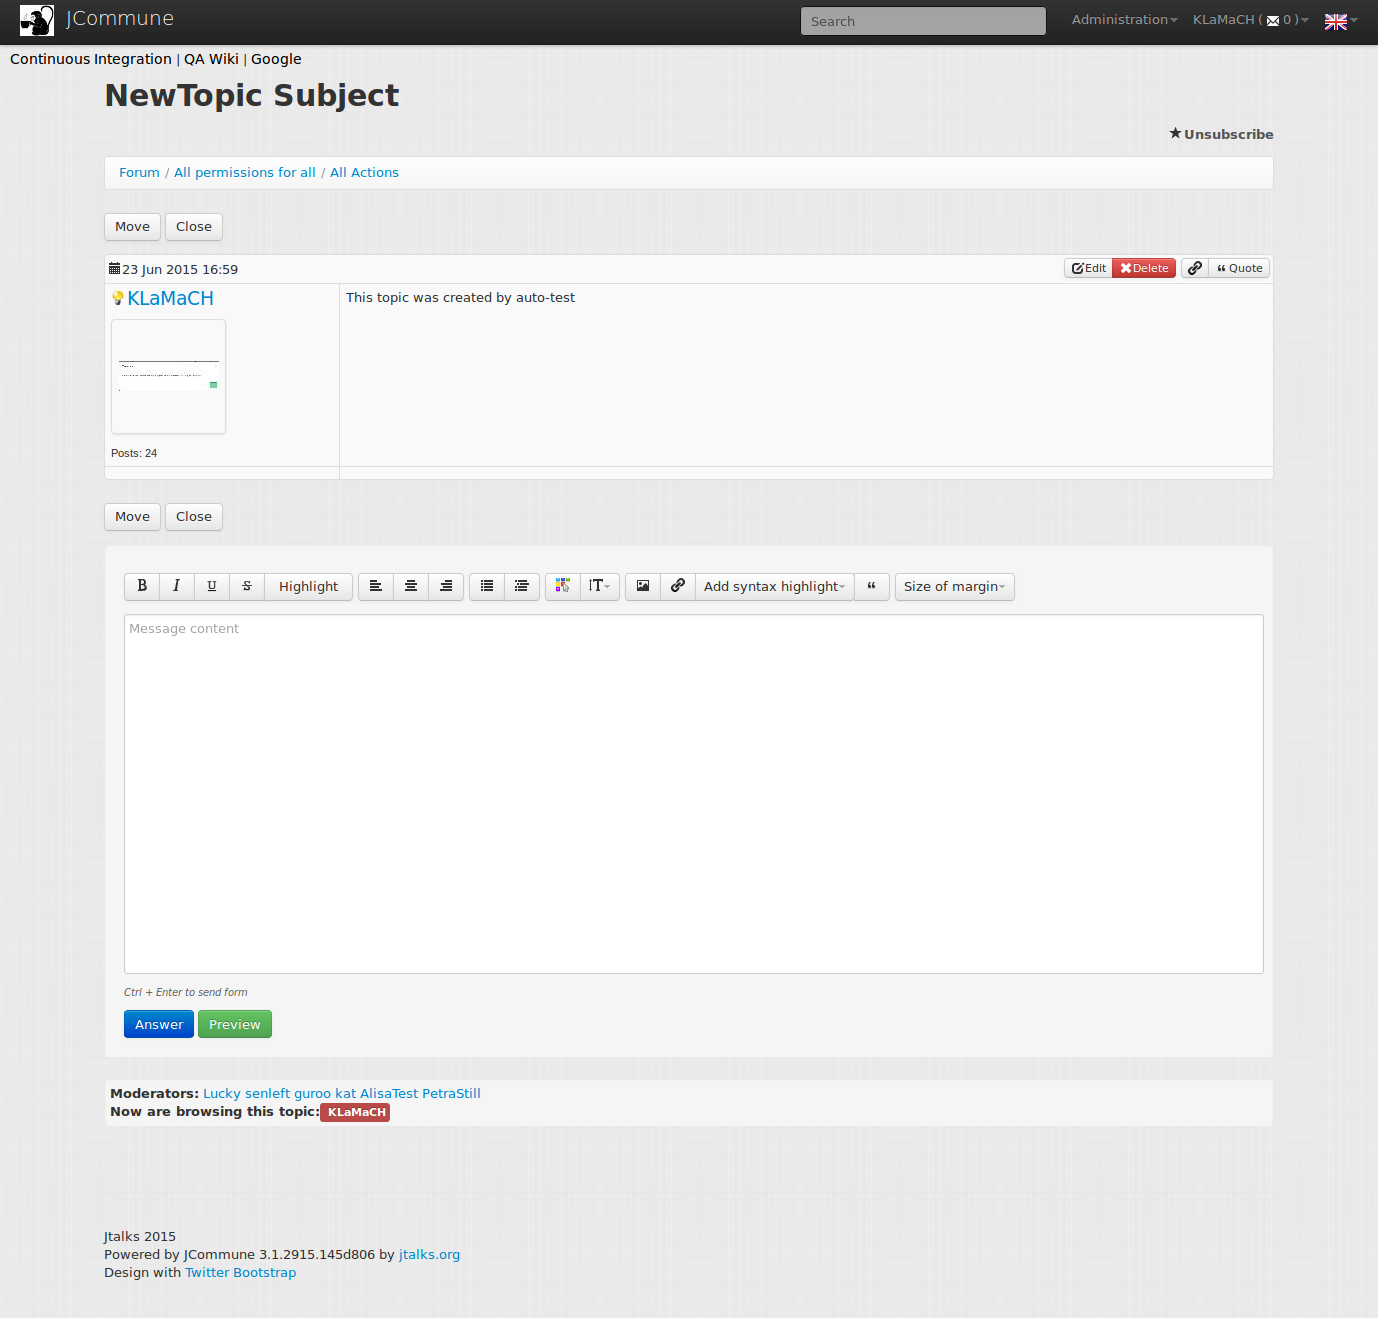 JCommune
Search
Administration
KLaMaCH ( 0 )
Continuous Integration | QA Wiki | Google
NewTopic Subject
Unsubscribe
Forum / All permissions for all / All Actions
Move Close
23 Jun 2015 16:59
Edit Delete “ Quote
KLaMaCH
This topic was created by auto-test
Posts: 24
Move Close
B I U S Highlight
T
Add syntax highlight “ Size of margin
Message content
Ctrl + Enter to send form
Answer Preview
Moderators: Lucky senleft guroo kat AlisaTest PetraStill
Now are browsing this topic: KLaMaCH
Jtalks 2015
Powered by JCommune 3.1.2915.145d806 by jtalks.org
Design with Twitter Bootstrap